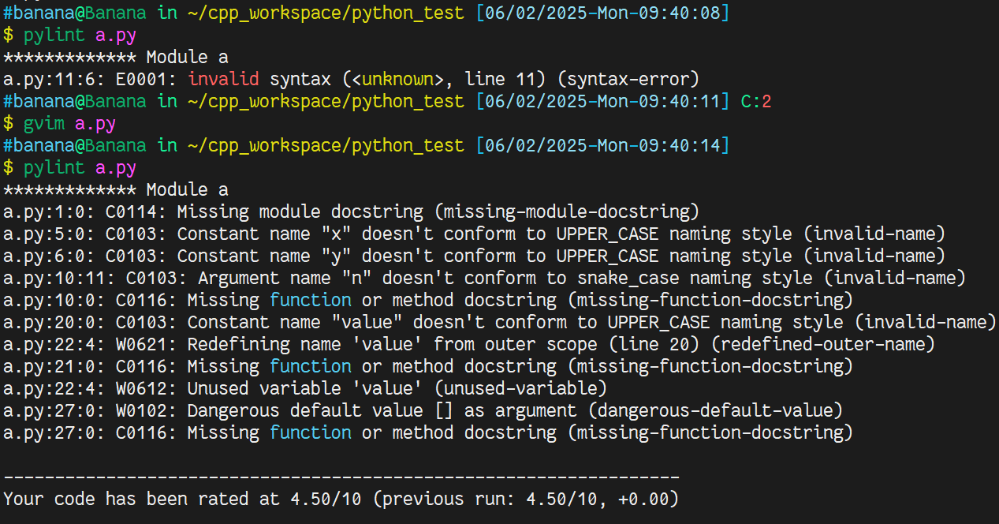 #banana@Banana in ~/cpp_workspace/python_test [06/02/2025-Mon-09:40:08]
$ pylint a.py
************* Module a
a.py:11:6: E0001: invalid syntax (<unknown>, line 11) (syntax-error)
#banana@Banana in ~/cpp_workspace/python_test [06/02/2025-Mon-09:40:11] C:2
$ gvim a.py
#banana@Banana in ~/cpp_workspace/python_test [06/02/2025-Mon-09:40:14]
$ pylint a.py
************* Module a
a.py:1:0: C0114: Missing module docstring (missing-module-docstring)
a.py:5:0: C0103: Constant name "x" doesn't conform to UPPER_CASE naming style (invalid-name)
a.py:6:0: C0103: Constant name "y" doesn't conform to UPPER_CASE naming style (invalid-name)
a.py:10:11: C0103: Argument name "n" doesn't conform to snake_case naming style (invalid-name)
a.py:10:0: C0116: Missing function or method docstring (missing-function-docstring)
a.py:20:0: C0103: Constant name "value" doesn't conform to UPPER_CASE naming style (invalid-name)
a.py:22:4: W0621: Redefining name 'value' from outer scope (line 20) (redefined-outer-name)
a.py:21:0: C0116: Missing function or method docstring (missing-function-docstring)
a.py:22:4: W0612: Unused variable 'value' (unused-variable)
a.py:27:0: W0102: Dangerous default value [] as argument (dangerous-default-value)
a.py:27:0: C0116: Missing function or method docstring (missing-function-docstring)
------------------------------------------------------------------
Your code has been rated at 4.50/10 (previous run: 4.50/10, +0.00)